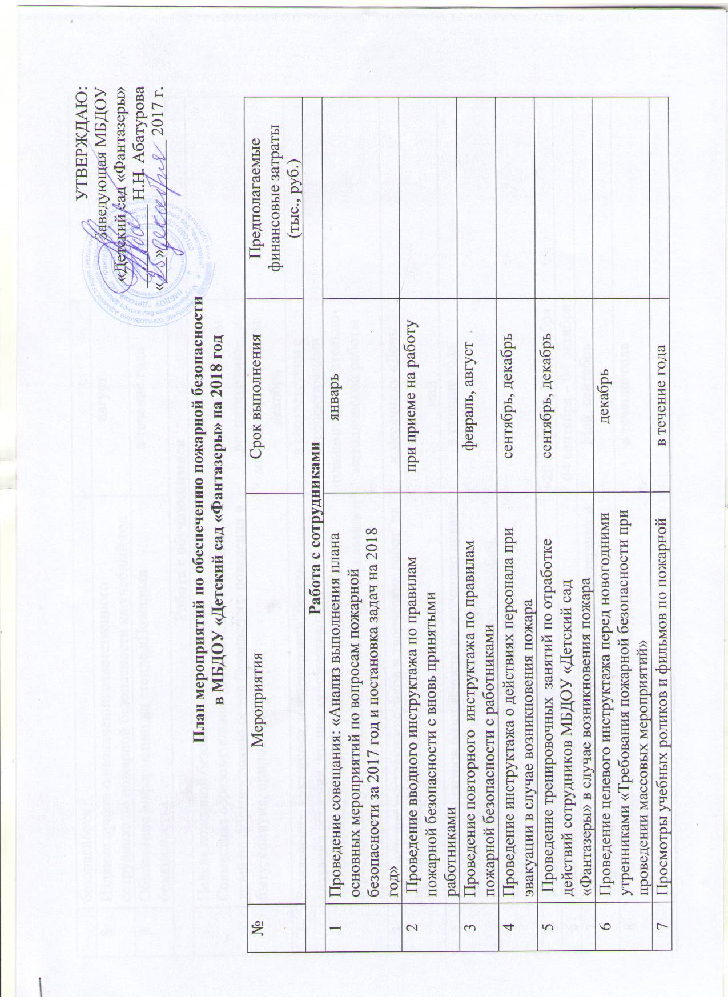 УТВЕРЖДАЮ:
Заведующая МБДОУ
«Детский сад «Фантазеры»
Н.Н. Абатурова
«25» декабря 2017 г.
План мероприятий по обеспечению пожарной безопасности
в МБДОУ «Детский сад «Фантазеры» на 2018 год
№
Мероприятия
Срок выполнения
Предполагаемые
финансовые затраты
(тыс., руб.)
Работа с сотрудниками
1
Проведение совещания: «Анализ выполнения плана
основных мероприятий по вопросам пожарной
безопасности за 2017 год и постановка задач на 2018
год»
январь
2
Проведение вводного инструктажа по правилам
пожарной безопасности с вновь принятыми
работниками
при приеме на работу
3
Проведение повторного инструктажа по правилам
пожарной безопасности с работниками
февраль, август
4
Проведение инструктажа о действиях персонала при
эвакуации в случае возникновения пожара
сентябрь, декабрь
5
Проведение тренировочных занятий по отработке
действий сотрудников МБДОУ «Детский сад
«Фантазеры» в случае возникновения пожара
сентябрь, декабрь
6
Проведение целевого инструктажа перед новогодними
утренниками «Требования пожарной безопасности при
проведении массовых мероприятий»
декабрь
7
Просмотры учебных роликов и фильмов по пожарной
в течение года